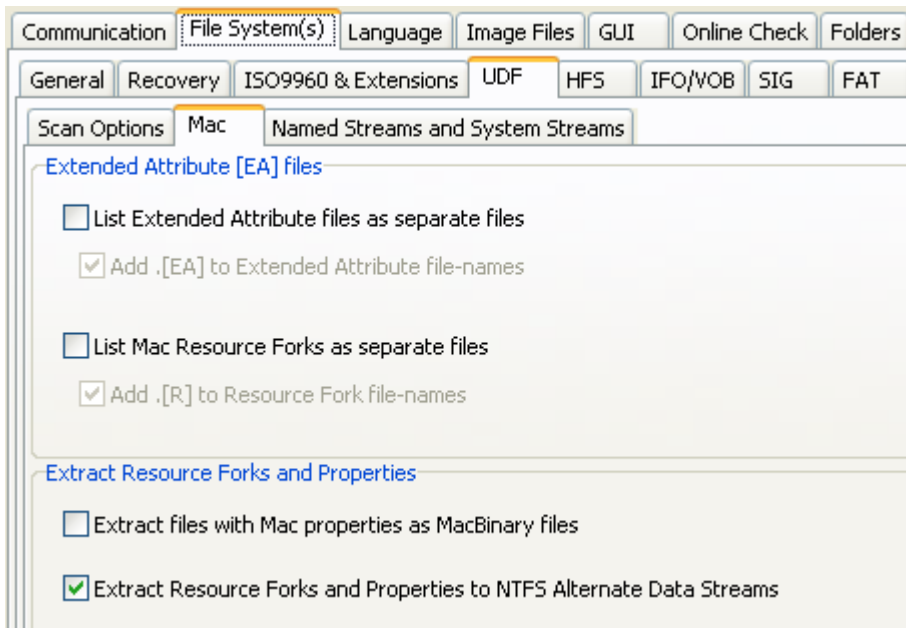 Communication File System(s) Language Image Files GUI Online Check Folders
General Recovery ISO9960 & Extensions UDF HFS IFO/VOB SIG FAT
Scan Options Mac Named Streams and System Streams
Extended Attribute [EA] files
List Extended Attribute files as separate files
Add .[EA] to Extended Attribute file-names
List Mac Resource Forks as separate files
Add .[R] to Resource Fork file-names
Extract Resource Forks and Properties
Extract files with Mac properties as MacBinary files
Extract Resource Forks and Properties to NTFS Alternate Data Streams